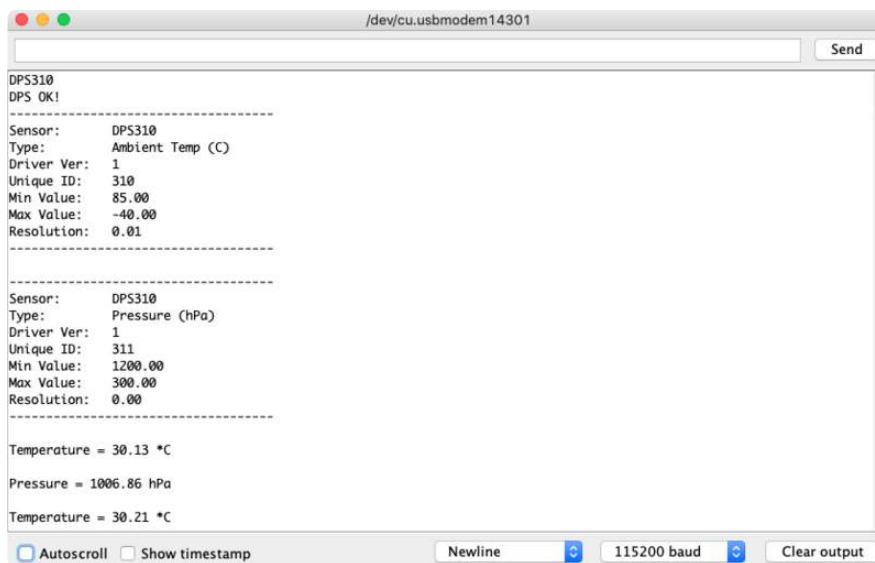 /dev/cu.usbmodem14301
Send
DPS310
DPS OK!
------------------------------------
Sensor: DPS310
Type: Ambient Temp (C)
Driver Ver: 1
Unique ID: 310
Min Value: 85.00
Max Value: -40.00
Resolution: 0.01
------------------------------------
------------------------------------
Sensor: DPS310
Type: Pressure (hPa)
Driver Ver: 1
Unique ID: 311
Min Value: 1200.00
Max Value: 300.00
Resolution: 0.00
------------------------------------
Temperature = 30.13 *C
Pressure = 1006.86 hPa
Temperature = 30.21 *C
Autoscroll Show timestamp Newline 115200 baud Clear output